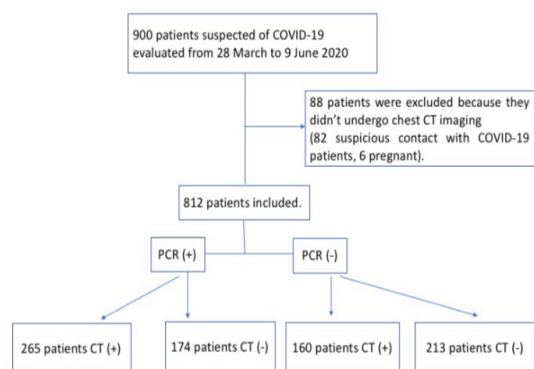 900 patients suspected of COVID-19
evaluated from 28 March to 9 June 2020
88 patients were excluded because they
didn't undergo chest CT imaging
(82 suspicious contact with COVID-19
patients, 6 pregnant).
812 patients included.
PCR (+)
PCR (-)
265 patients CT (+)
174 patients CT (-)
160 patients CT (+)
213 patients CT (-)